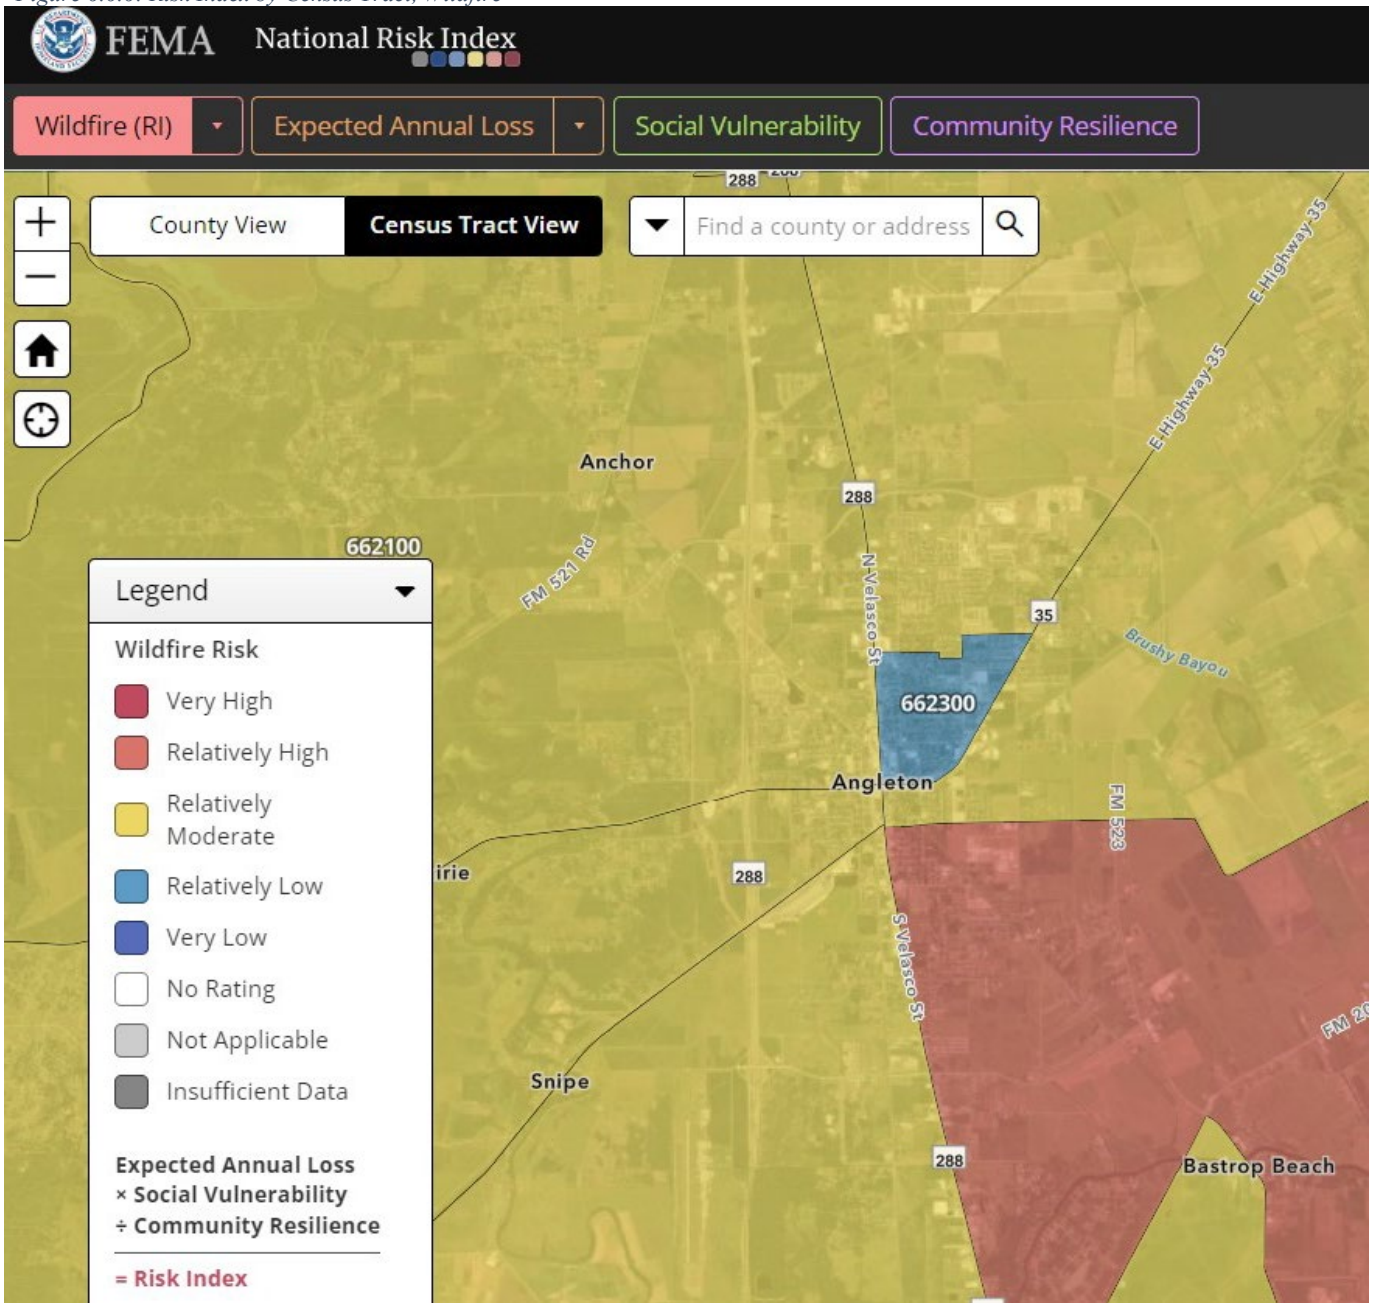 FEMA National Risk Index
Wildfire (RI) Expected Annual Loss Social Vulnerability Community Resilience
288
County View Census Tract View Find a county or address
E Highway 35
E Highway 35
Anchor
288
662100
FM 521 Rd
N Velasco St
35
Brushy Bayou
662300
Angleton
FM 523
irie
288
S Velasco St
FM 20
Snipe
288
Bastrop Beach
Legend
Wildfire Risk
Very High
Relatively High
Relatively
Moderate
Relatively Low
Very Low
No Rating
Not Applicable
Insufficient Data
Expected Annual Loss
× Social Vulnerability
÷ Community Resilience
= Risk Index